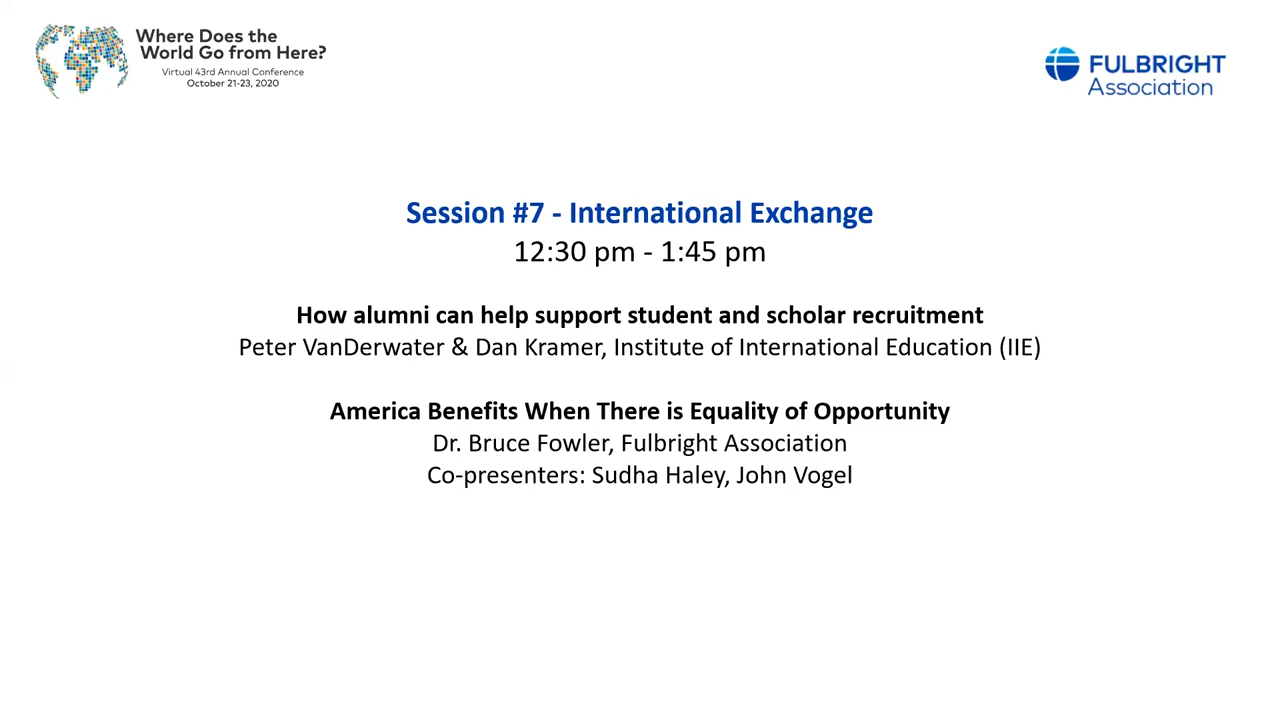 Where Does the
World Go from Here?
Virtual 43rd Annual Conference
October 21-23, 2020
FULBRIGHT
Association
Session #7 - International Exchange
12:30 pm - 1:45 pm
How alumni can help support student and scholar recruitment
Peter VanDerwater & Dan Kramer, Institute of International Education (IIE)
America Benefits When There is Equality of Opportunity
Dr. Bruce Fowler, Fulbright Association
Co-presenters: Sudha Haley, John Vogel